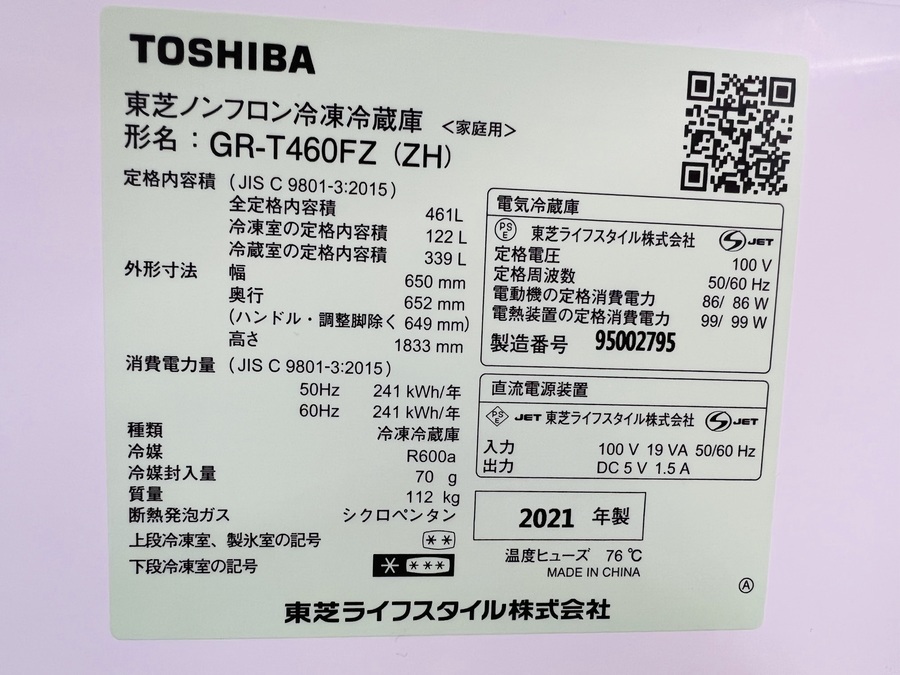 TOSHIBA
東芝ノンフロン冷凍冷蔵庫 <家庭用>
形名：GR-T460FZ (ZH)
定格内容積 (JIS C 9801-3:2015)
全定格内容積 461L
冷凍室の定格内容積 122 L
冷蔵室の定格内容積 339 L
外形寸法 幅 650 mm
奥行 652 mm
(ハンドル・調整脚除く 649 mm)
高さ 1833 mm
消費電力量 (JIS C 9801-3:2015)
50Hz 241 kWh/年
60Hz 241 kWh/年
種類 冷凍冷蔵庫
冷媒 R600a
冷媒封入量 70 g
質量 112 kg
断熱発泡ガス シクロペンタン
上段冷凍室、製氷室の記号 **
下段冷凍室の記号 * ***
電気冷蔵庫
PSE 東芝ライフスタイル株式会社 S JET
定格電圧 100 V
定格周波数 50/60 Hz
電動機の定格消費電力 86/ 86 W
電熱装置の定格消費電力 99/ 99 W
製造番号 95002795
直流電源装置
PSE JET 東芝ライフスタイル株式会社 S JET
入力 100 V 19 VA 50/60 Hz
出力 DC 5 V 1.5 A
2021 年製
温度ヒューズ 76 ℃
MADE IN CHINA
Ⓐ
東芝ライフスタイル株式会社